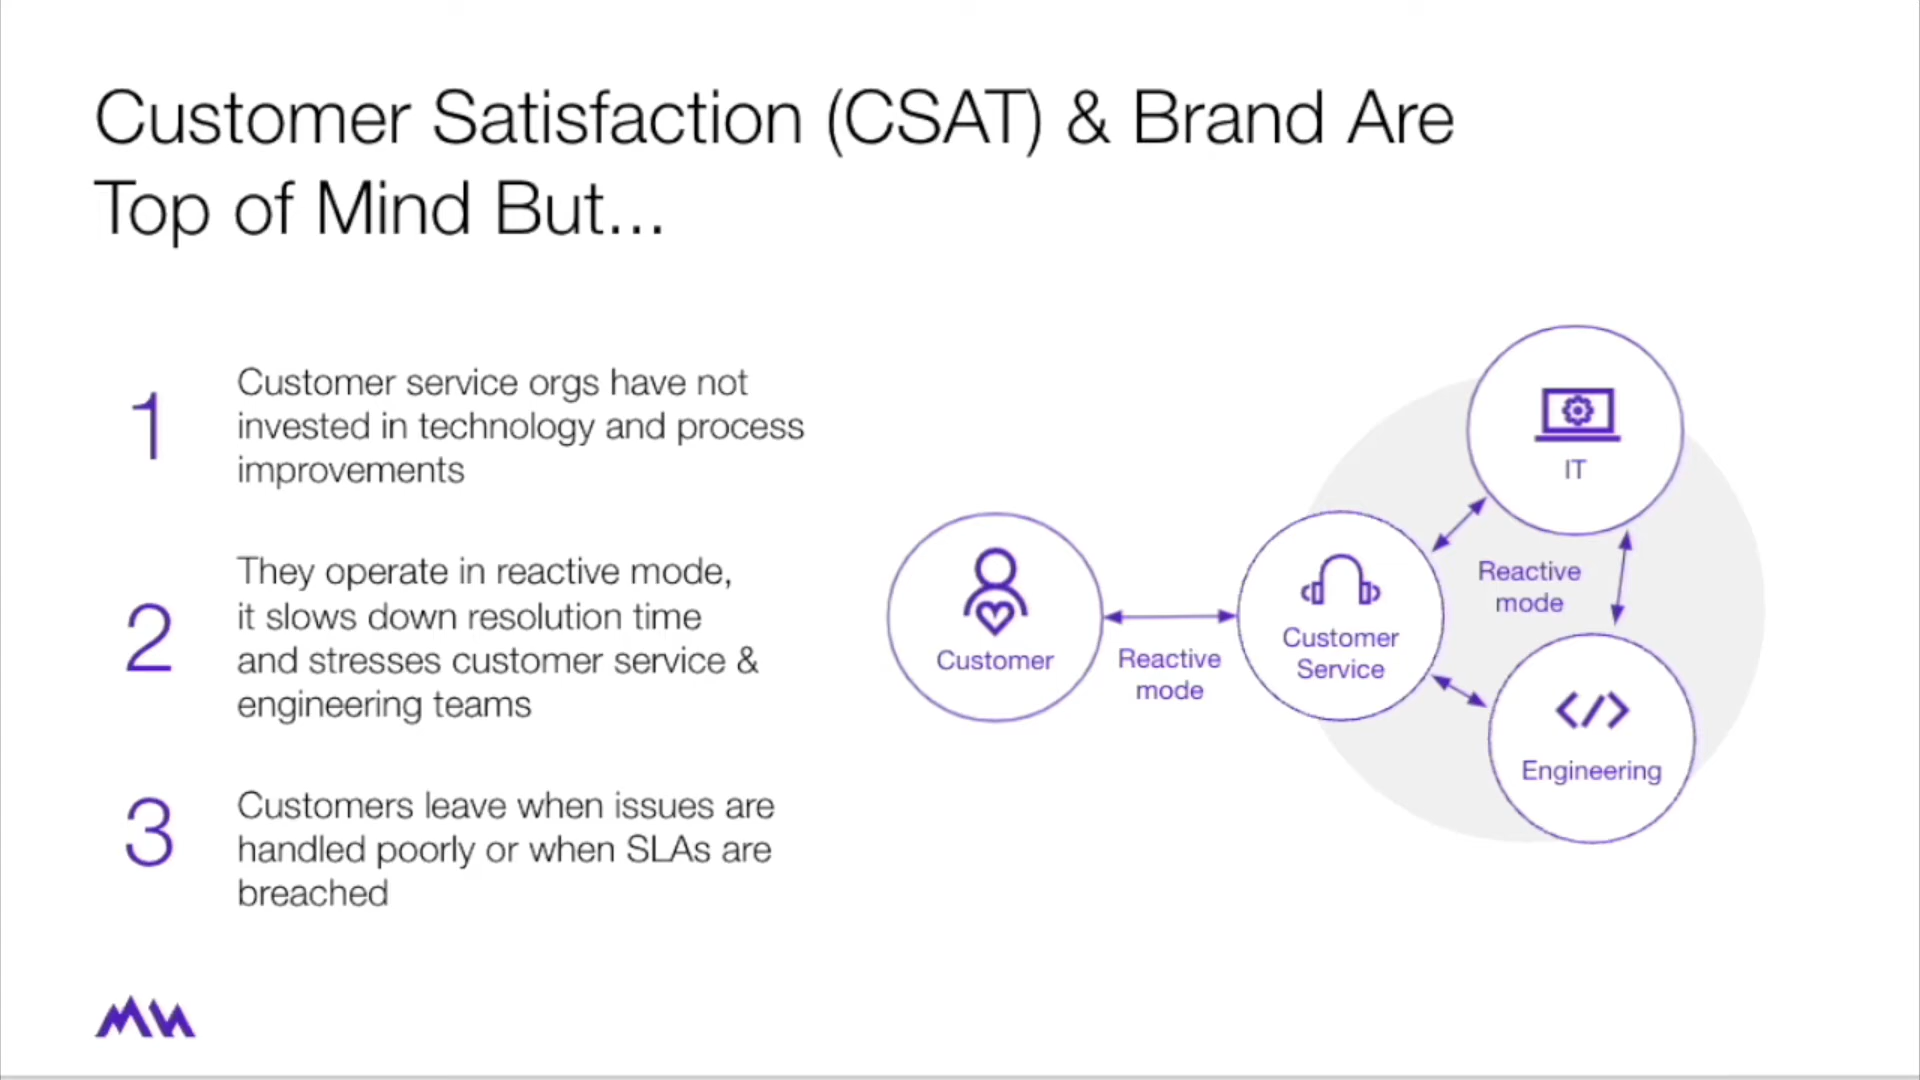 Customer Satisfaction (CSAT) & Brand Are
Top of Mind But...
1
Customer service orgs have not
invested in technology and process
improvements
2
They operate in reactive mode,
it slows down resolution time
and stresses customer service &
engineering teams
3
Customers leave when issues are
handled poorly or when SLAs are
breached
Customer
Reactive
mode
Customer
Service
IT
Reactive
mode
</>
Engineering